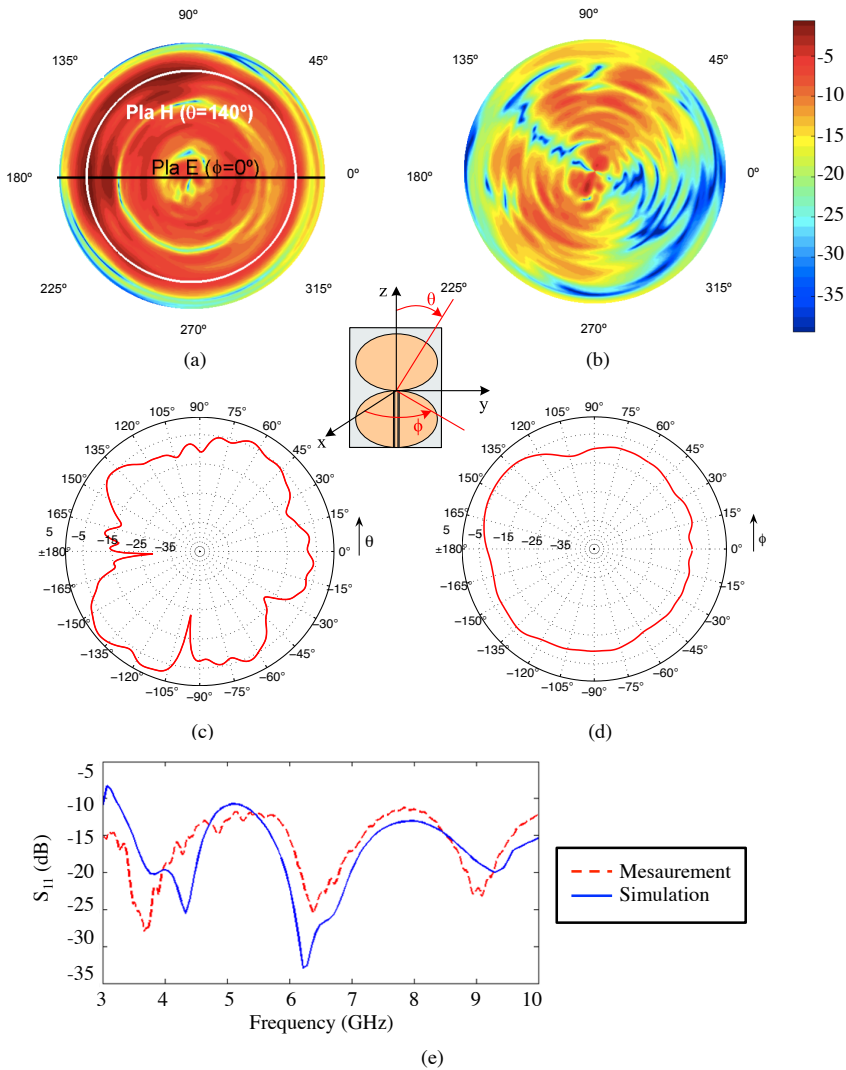 90º
135º
45º
Pla H (θ=140º)
Pla E (ϕ=0º)
180º
0º
225º
315º
270º
(a)
90º
135º
45º
180º
0º
225º
315º
270º
(b)
-5
-10
-15
-20
-25
-30
-35
z
θ
y
x
ϕ
90°
105°
75°
120°
60°
135°
45°
150°
30°
165°
15°
5
−5
−15
−25
−35
±180°
0°
θ
−165°
−15°
−150°
−30°
−135°
−45°
−120°
−60°
−105°
−75°
−90°
(c)
90°
105°
75°
120°
60°
135°
45°
150°
30°
165°
15°
5
−5
−15
−25
−35
±180°
0°
ϕ
−165°
−15°
−150°
−30°
−135°
−45°
−120°
−60°
−105°
−75°
−90°
(d)
-5
-10
-15
-20
-25
-30
-35
S11 (dB)
3 4 5 6 7 8 9 10
Frequency (GHz)
Mesaurement
Simulation
(e)